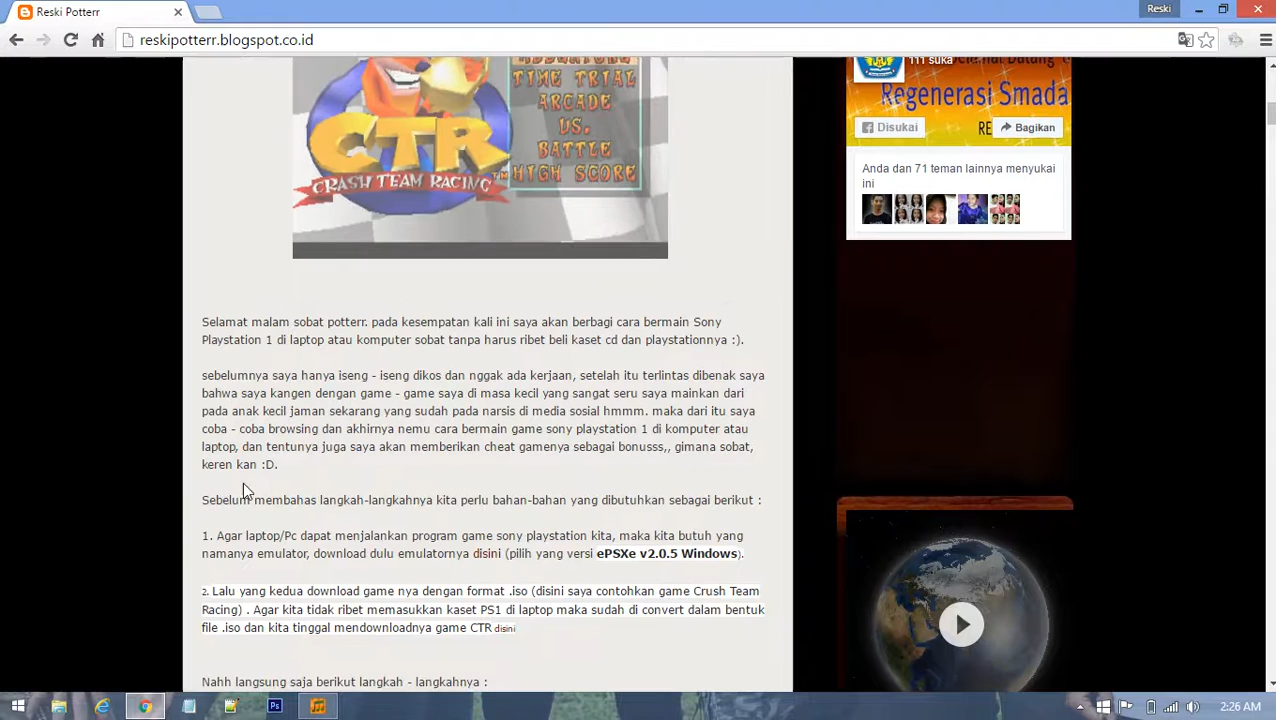 Reski Potterr
Reski
reskipotterr.blogspot.co.id
TIME TRIAL
ARCADE
VS.
BATTLE
HIGH SCORE
CTR
CRASH TEAM RACING
TM
111 suka
Regenerasi Smada
Disukai
Bagikan
Anda dan 71 teman lainnya menyukai
ini
Selamat malam sobat potterr. pada kesempatan kali ini saya akan berbagi cara bermain Sony
Playstation 1 di laptop atau komputer sobat tanpa harus ribet beli kaset cd dan playstationnya :).
sebelumnya saya hanya iseng - iseng dikos dan nggak ada kerjaan, setelah itu terlintas dibenak saya
bahwa saya kangen dengan game - game saya di masa kecil yang sangat seru saya mainkan dari
pada anak kecil jaman sekarang yang sudah pada narsis di media sosial hmmm. maka dari itu saya
coba - coba browsing dan akhirnya nemu cara bermain game sony playstation 1 di komputer atau
laptop, dan tentunya juga saya akan memberikan cheat gamenya sebagai bonusss,, gimana sobat,
keren kan :D.
Sebelum membahas langkah-langkahnya kita perlu bahan-bahan yang dibutuhkan sebagai berikut :
1. Agar laptop/Pc dapat menjalankan program game sony playstation kita, maka kita butuh yang
namanya emulator, download dulu emulatornya disini (pilih yang versi ePSXe v2.0.5 Windows).
2. Lalu yang kedua download game nya dengan format .iso (disini saya contohkan game Crush Team
Racing) . Agar kita tidak ribet memasukkan kaset PS1 di laptop maka sudah di convert dalam bentuk
file .iso dan kita tinggal mendownloadnya game CTR disini
Nahh langsung saja berikut langkah - langkahnya :
Ps
2:26 AM